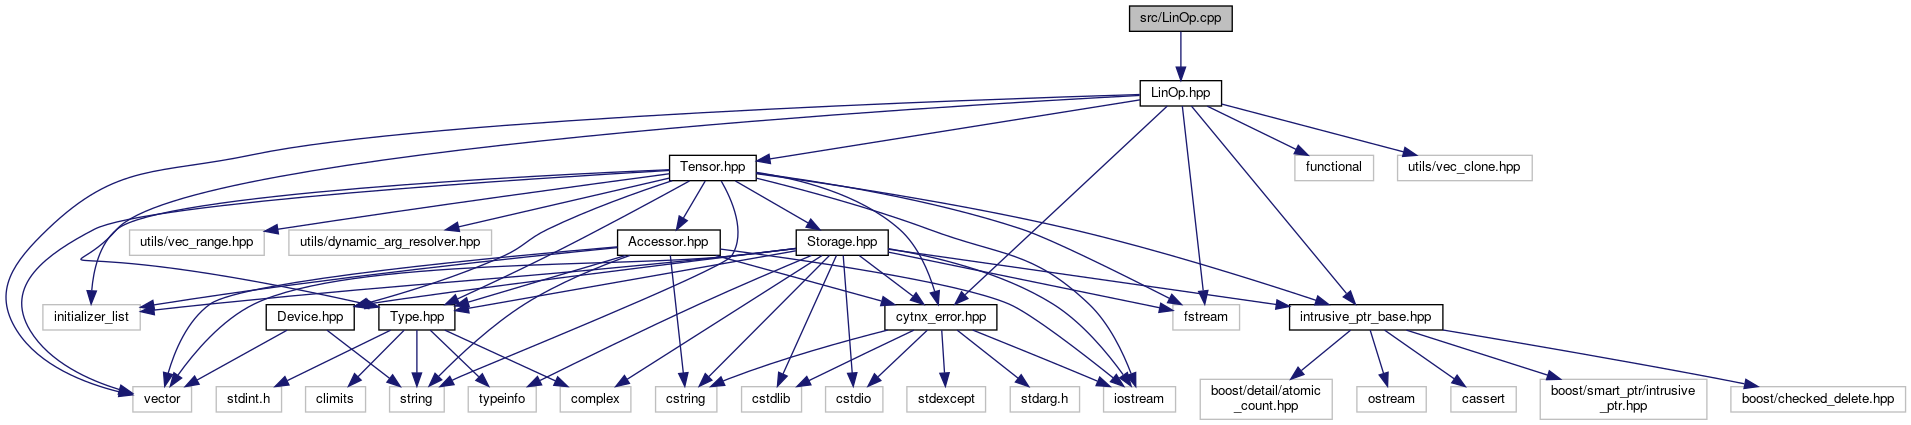 src/LinOp.cpp
LinOp.hpp
Tensor.hpp
functional
utils/vec_clone.hpp
utils/vec_range.hpp
utils/dynamic_arg_resolver.hpp
Accessor.hpp
Storage.hpp
initializer_list
Device.hpp
Type.hpp
cytnx_error.hpp
fstream
intrusive_ptr_base.hpp
vector
stdint.h
climits
string
typeinfo
complex
cstring
cstdlib
cstdio
stdexcept
stdarg.h
iostream
boost/detail/atomic
_count.hpp
ostream
cassert
boost/smart_ptr/intrusive
_ptr.hpp
boost/checked_delete.hpp